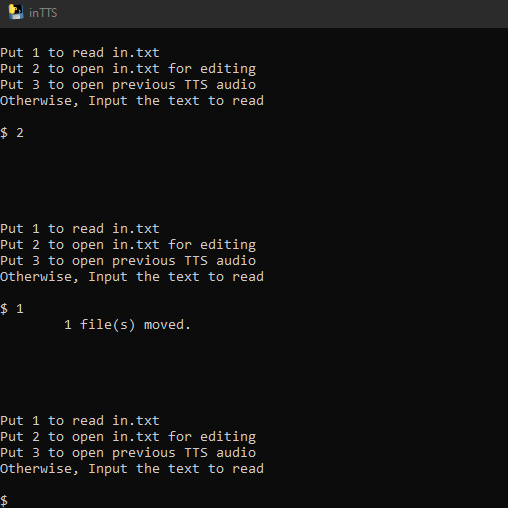 inTTS
Put 1 to read in.txt
Put 2 to open in.txt for editing
Put 3 to open previous TTS audio
Otherwise, Input the text to read
$ 2
Put 1 to read in.txt
Put 2 to open in.txt for editing
Put 3 to open previous TTS audio
Otherwise, Input the text to read
$ 1
1 file(s) moved.
Put 1 to read in.txt
Put 2 to open in.txt for editing
Put 3 to open previous TTS audio
Otherwise, Input the text to read
$